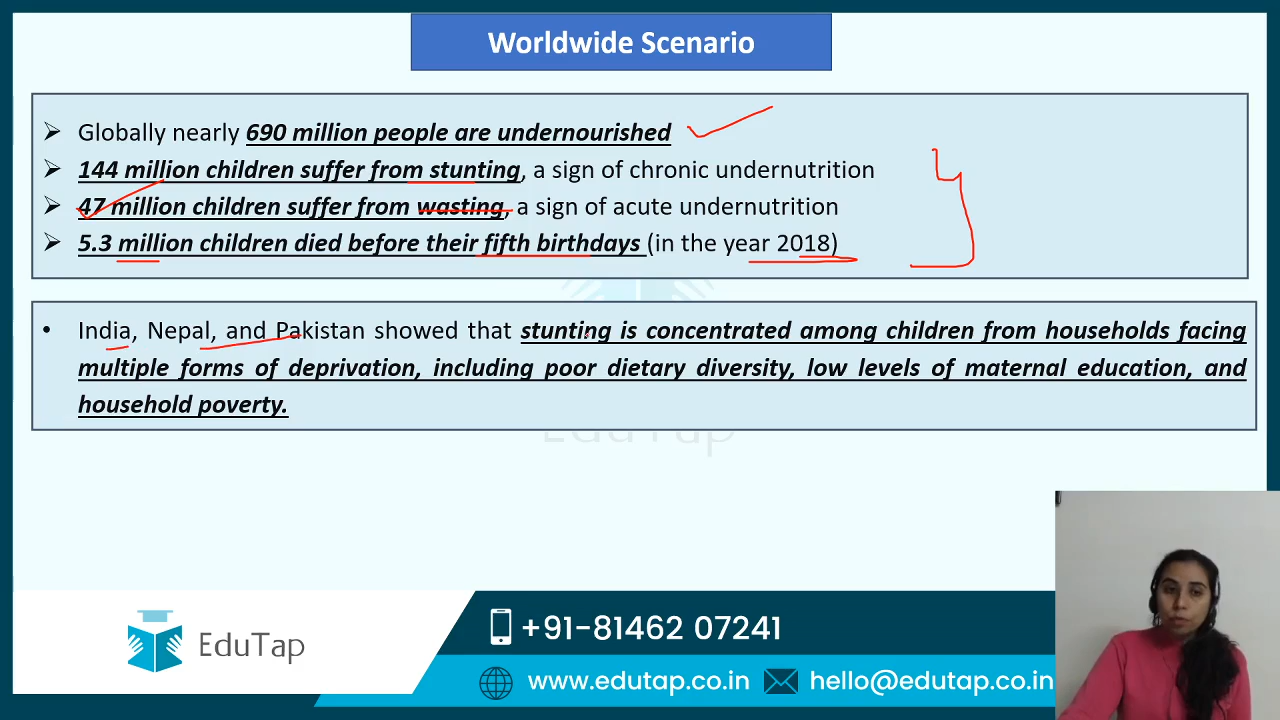 Worldwide Scenario
➢ Globally nearly 690 million people are undernourished
➢ 144 million children suffer from stunting, a sign of chronic undernutrition
➢ 47 million children suffer from wasting, a sign of acute undernutrition
➢ 5.3 million children died before their fifth birthdays (in the year 2018)
• India, Nepal, and Pakistan showed that stunting is concentrated among children from households facing
multiple forms of deprivation, including poor dietary diversity, low levels of maternal education, and
household poverty.
EduTap
EduTap
+91-81462 07241
www.edutap.co.in hello@edutap.co.in